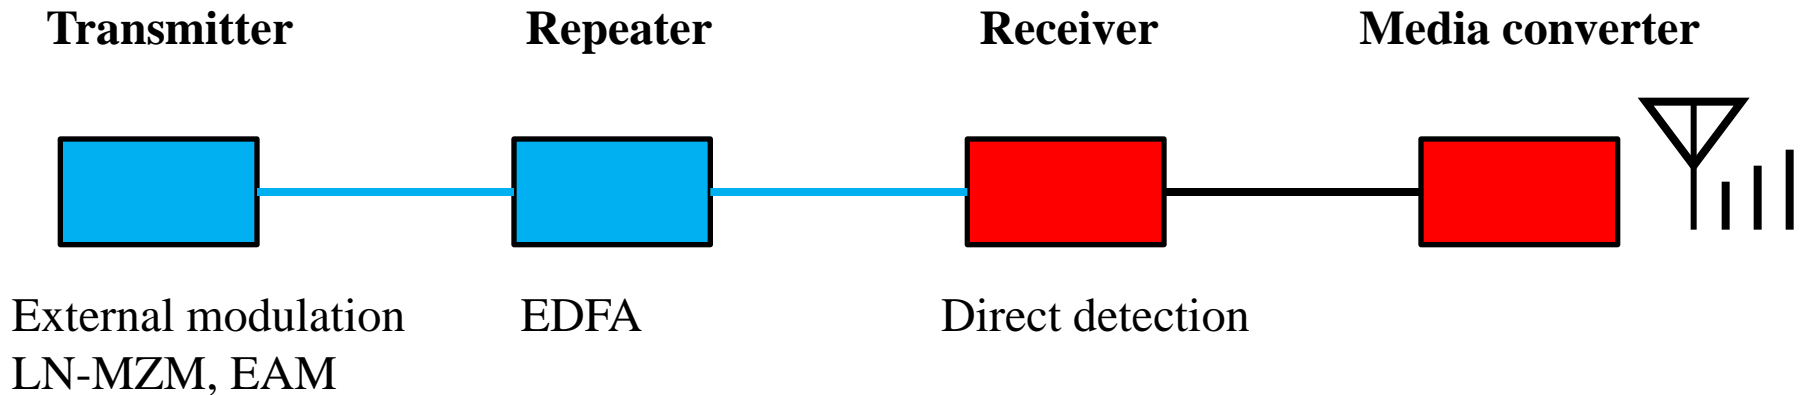 Transmitter
Repeater
Receiver
Media converter
External modulation
LN-MZM, EAM
EDFA
Direct detection